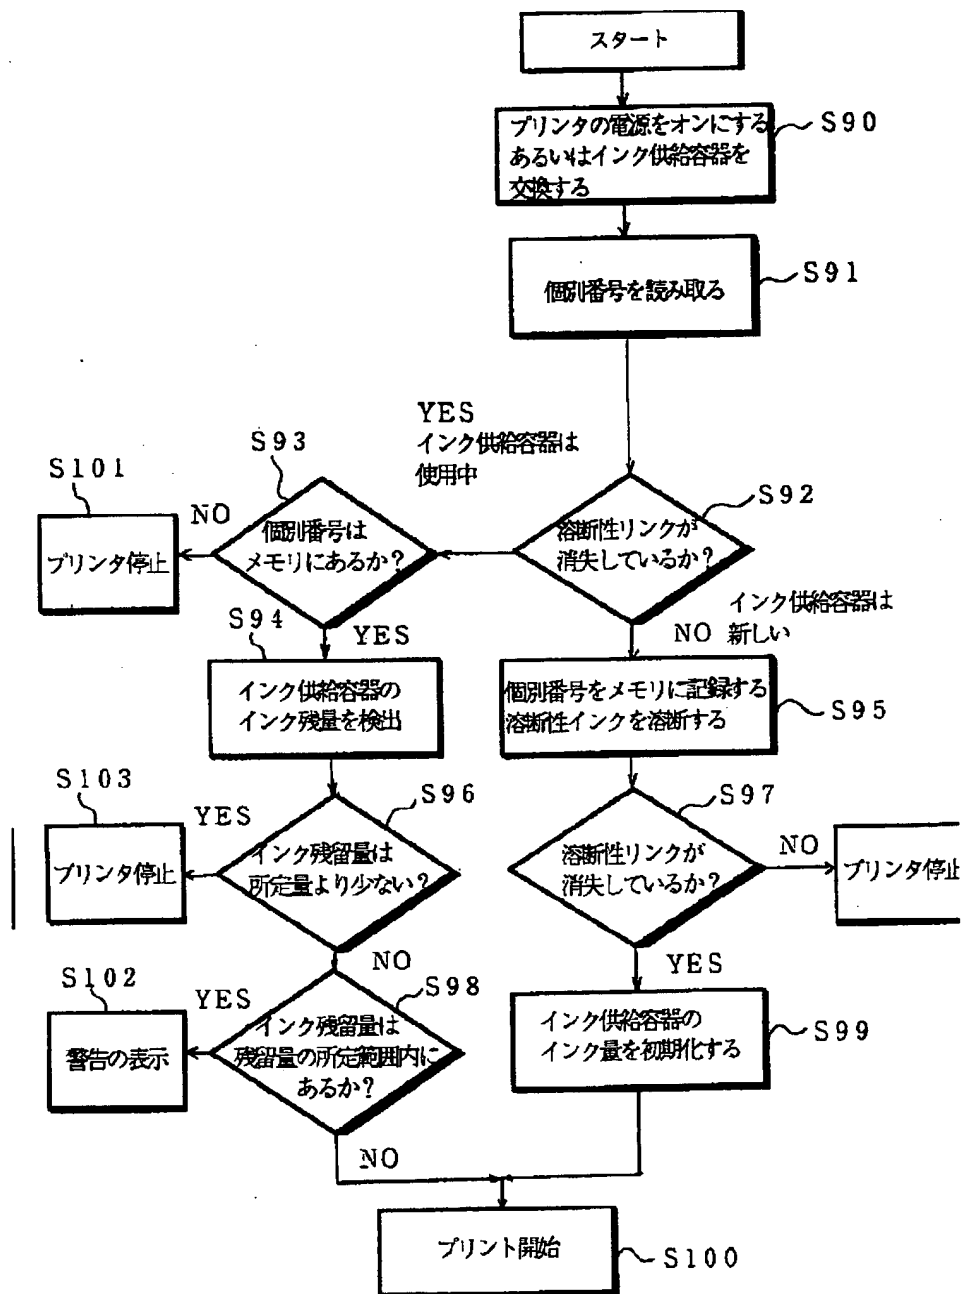 スタート
プリンタの電源をオンにする
あるいはインク供給容器を
交換する
S90
個別番号を読み取る
S91
YES
インク供給容器は
使用中
S93
S101
NO
個別番号は
メモリにあるか?
プリンタ停止
S92
溶断性リンクが
消失しているか?
インク供給容器は
NO 新しい
S94
YES
インク供給容器の
インク残量を検出
個別番号をメモリに記録する
溶断性インクを溶断する
S95
S103
YES
S96
インク残留量は
所定量より少ない?
プリンタ停止
S97
溶断性リンクが
消失しているか?
NO
プリンタ停止
NO
YES
S102
YES
S98
インク残留量は
残留量の所定範囲内に
あるか?
警告の表示
インク供給容器の
インク量を初期化する
S99
NO
プリント開始
S100